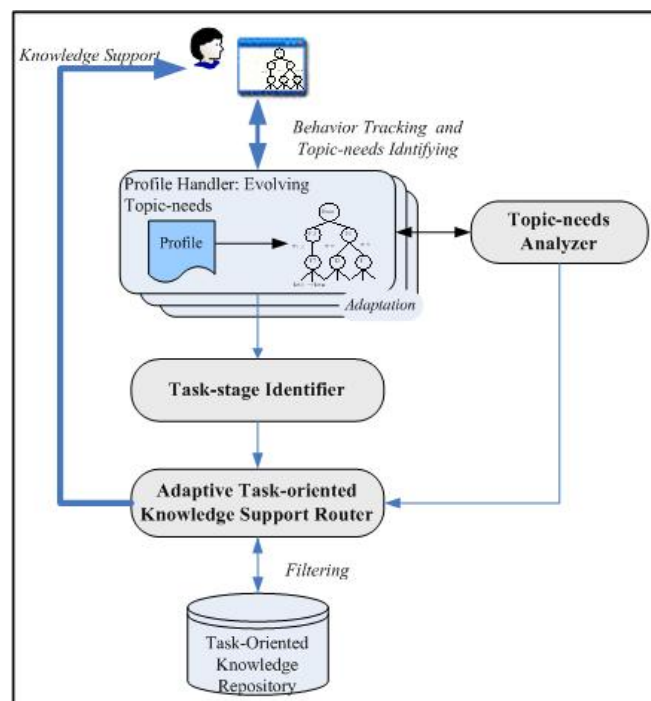 Knowledge Support
Behavior Tracking and
Topic-needs Idntifying
Profile Handler: Evolving
Topic-needs
Profile
Adaptation
Topic-needs
Analyzer
Task-stage Identifier
Adaptive Task-oriented
Knowledge Support Router
Filtering
Task-Oriented
Knowledge
Repository